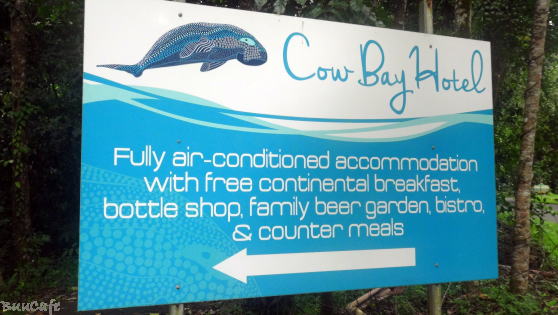 Cow Bay Hotel
Fully air-conditioned accommodation
with free continental breakfast,
bottle shop, family beer garden, bistro,
& counter meals
BuuCafe